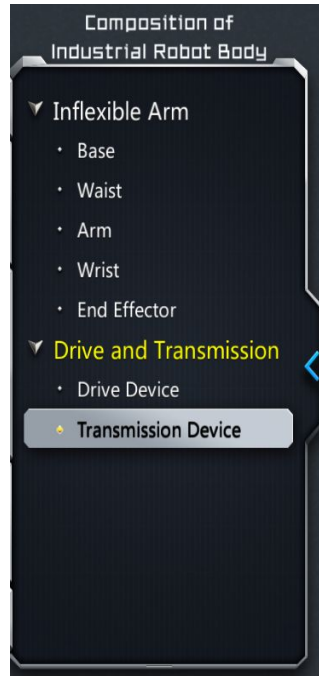 Composition of
Industrial Robot Body
Inflexible Arm
Base
Waist
Arm
Wrist
End Effector
Drive and Transmission
Drive Device
Transmission Device